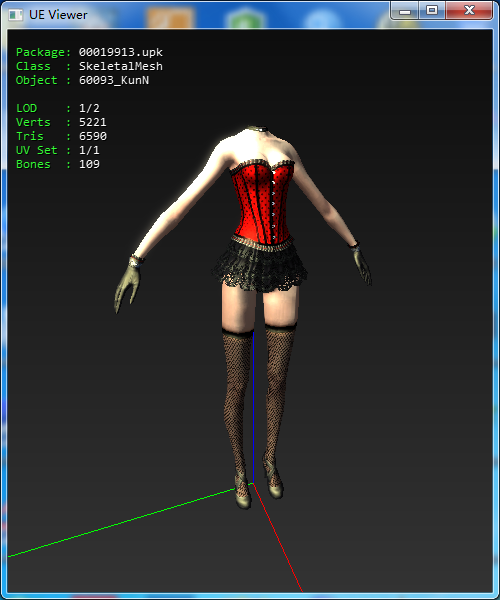 UE Viewer
Package: 00019913.upk
Class : SkeletalMesh
Object : 60093_KunN
LOD : 1/2
Verts : 5221
Tris : 6590
UV Set : 1/1
Bones : 109